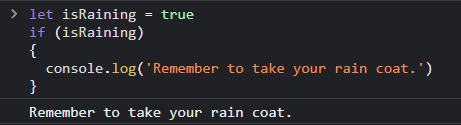 > let isRaining = true
if (isRaining)
{
  console.log('Remember to take your rain coat.')
}
Remember to take your rain coat.